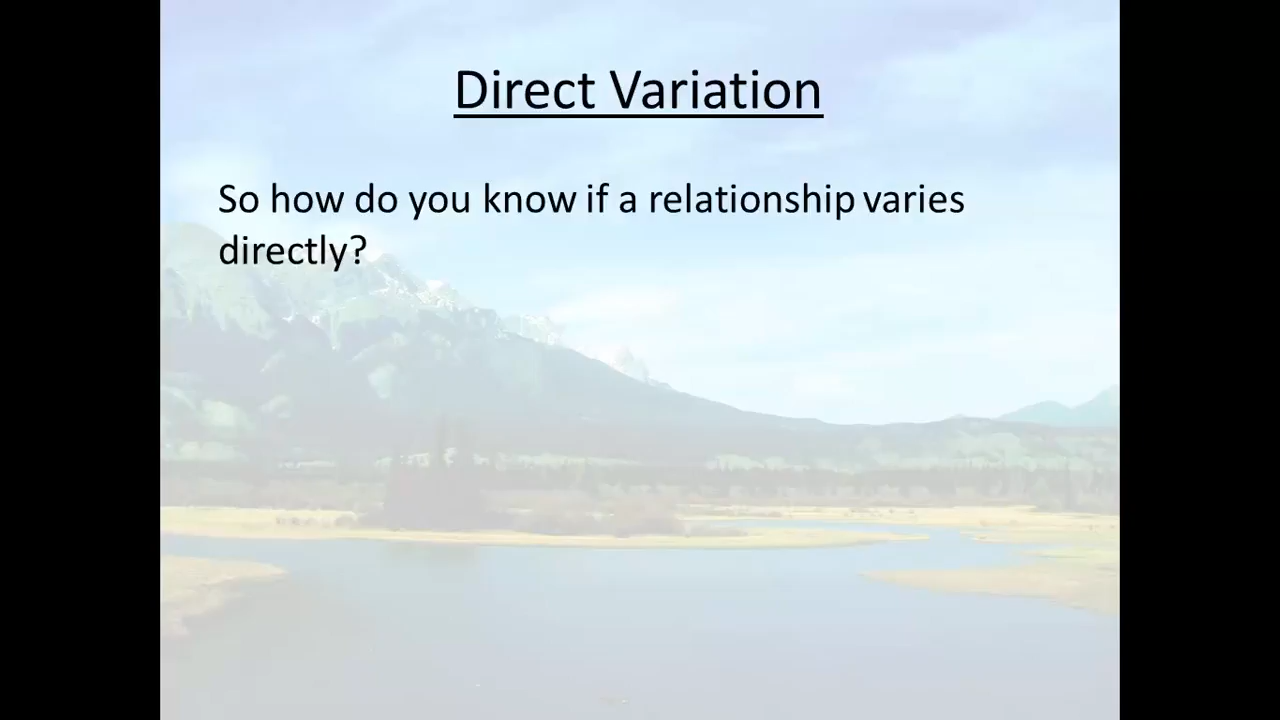 Direct Variation
So how do you know if a relationship varies
directly?